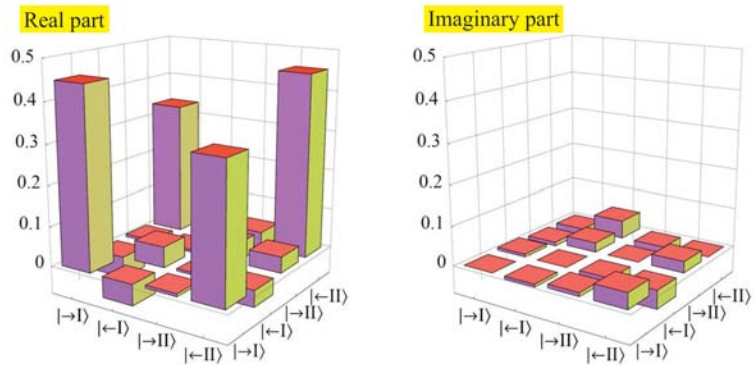 Real part
Imaginary part
0.5
0.4
0.3
0.2
0.1
0
|→I⟩
|←I⟩
|→II⟩
|←II⟩
|→I⟩
|←I⟩
|→II⟩
|←II⟩
0.5
0.4
0.3
0.2
0.1
0
|→I⟩
|←I⟩
|→II⟩
|←II⟩
|→I⟩
|←I⟩
|→II⟩
|←II⟩